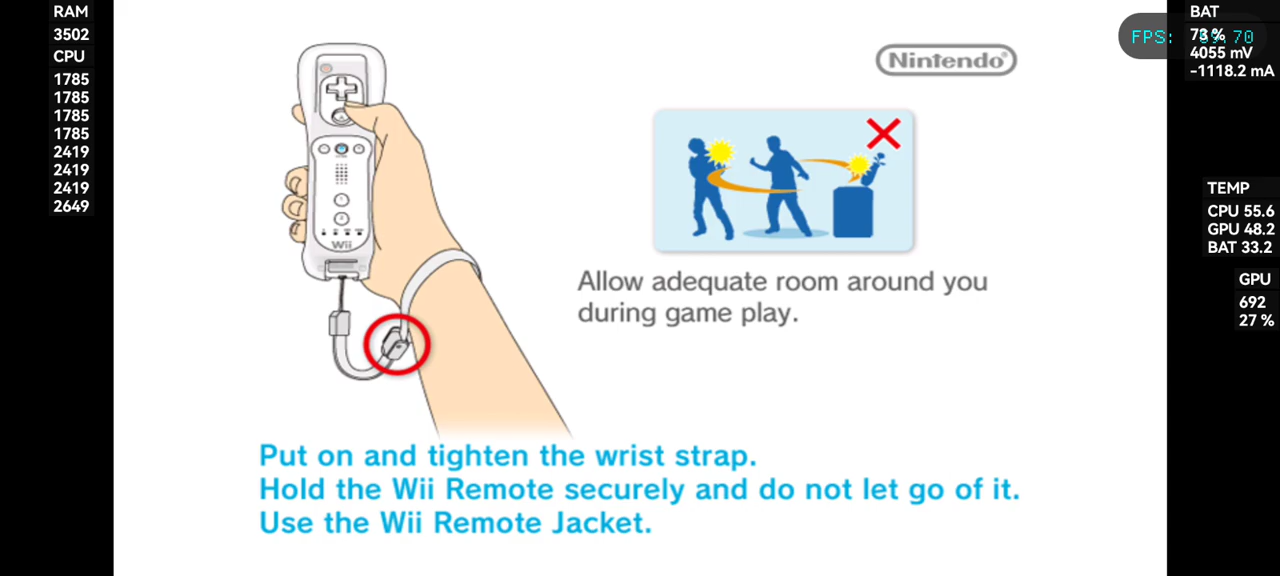 RAM
3502
CPU
1785
1785
1785
1785
2419
2419
2419
2649
Wii
Nintendo®
Allow adequate room around you
during game play.
Put on and tighten the wrist strap.
Hold the Wii Remote securely and do not let go of it.
Use the Wii Remote Jacket.
BAT
FPS: 59.70
4055 mV
-1118.2 mA
TEMP
CPU 55.6
GPU 48.2
BAT 33.2
GPU
692
27 %